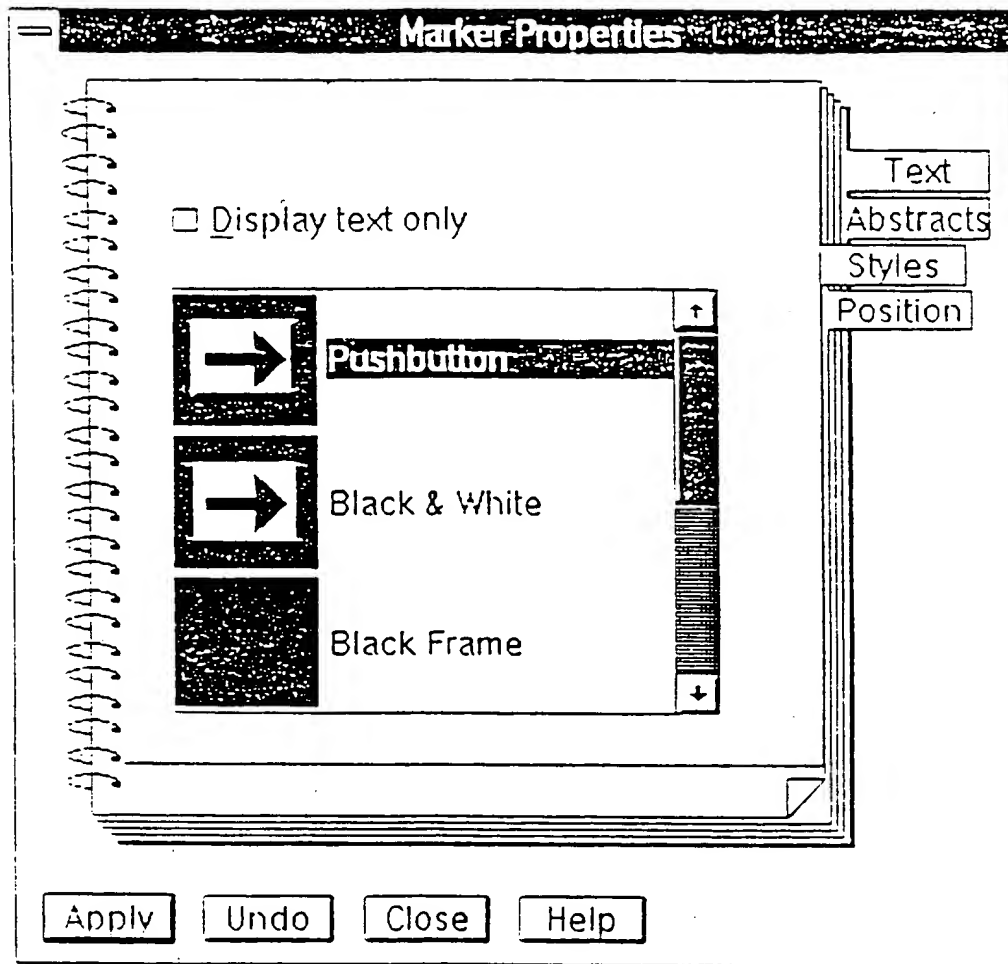 Marker Properties
Text
Abstracts
Styles
Position
Display text only
Pushbutton
Black & White
Black Frame
Apply
Undo
Close
Help